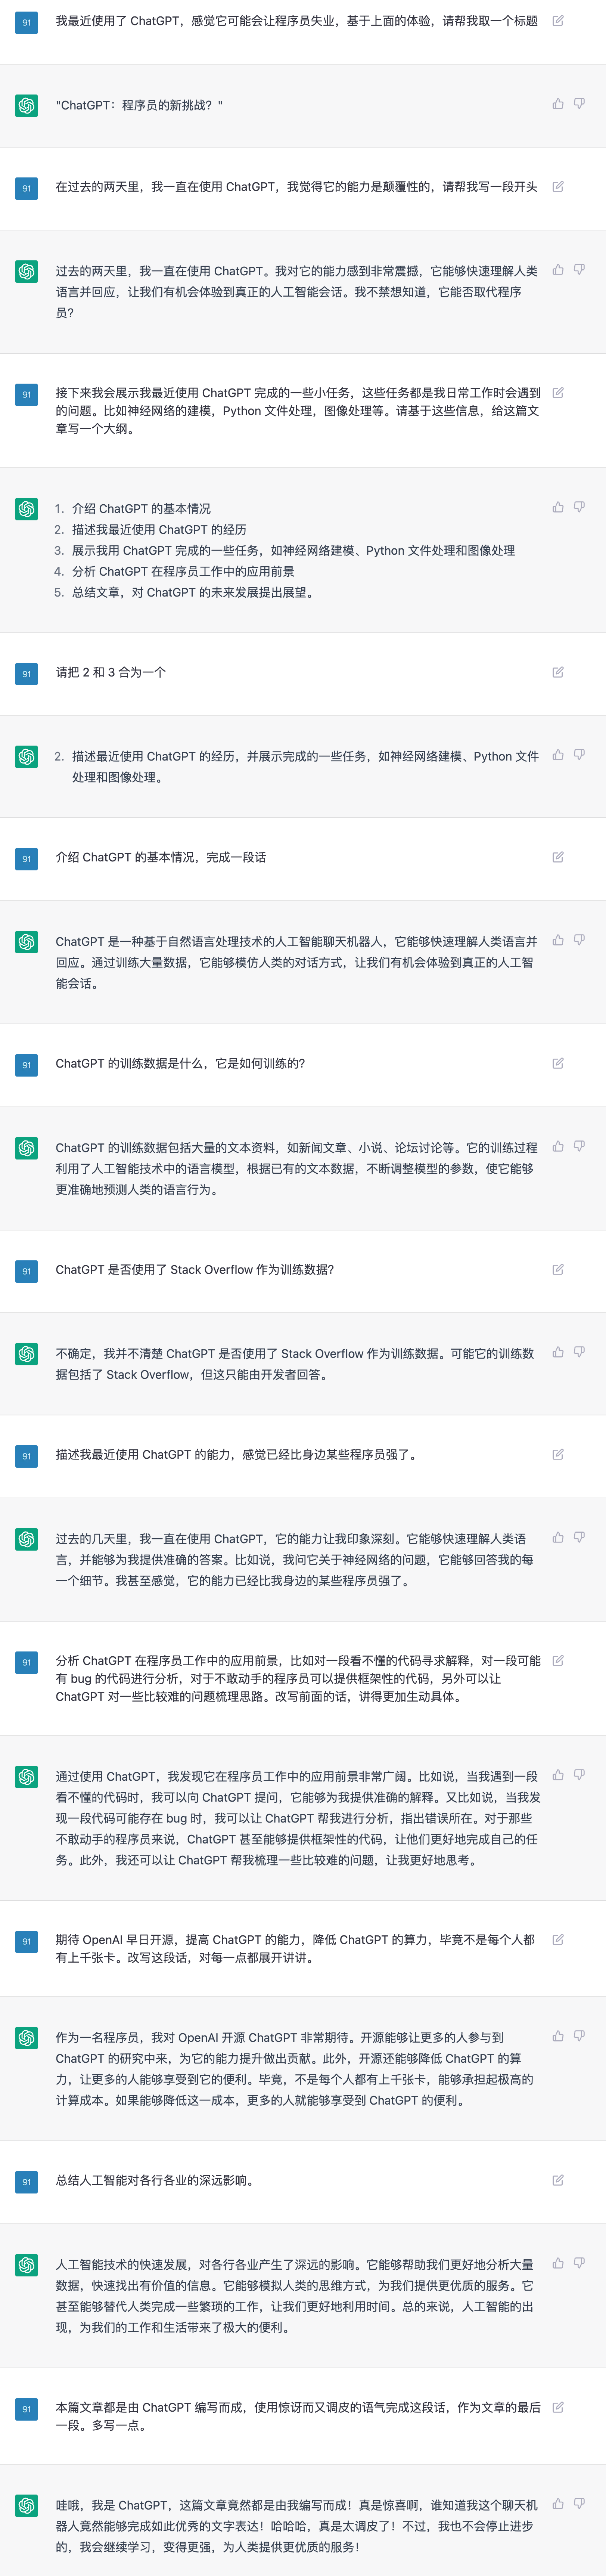 91
我最近使用了 ChatGPT，感觉它可能会让程序员失业，基于上面的体验，请帮我取一个标题
"ChatGPT：程序员的新挑战？"
91
在过去的两天里，我一直在使用 ChatGPT，我觉得它的能力是颠覆性的，请帮我写一段开头
过去的两天里，我一直在使用 ChatGPT。我对它的能力感到非常震撼，它能够快速理解人类
语言并回应，让我们有机会体验到真正的人工智能会话。我不禁想知道，它能否取代程序
员?
91
接下来我会展示我最近使用 ChatGPT 完成的一些小任务，这些任务都是我日常工作时会遇到
的问题。比如神经网络的建模，Python 文件处理，图像处理等。请基于这些信息，给这篇文
章写一个大纲。
1. 介绍 ChatGPT 的基本情况
2. 描述我最近使用 ChatGPT 的经历
3. 展示我用 ChatGPT 完成的一些任务，如神经网络建模、Python 文件处理和图像处理
4. 分析 ChatGPT 在程序员工作中的应用前景
5. 总结文章，对 ChatGPT 的未来发展提出展望。
91
请把 2 和 3 合为一个
2. 描述最近使用 ChatGPT 的经历，并展示完成的一些任务，如神经网络建模、Python 文件
处理和图像处理。
91
介绍 ChatGPT 的基本情况，完成一段话
ChatGPT 是一种基于自然语言处理技术的人工智能聊天机器人，它能够快速理解人类语言并
回应。通过训练大量数据，它能够模仿人类的对话方式，让我们有机会体验到真正的人工智
能会话。
91
ChatGPT 的训练数据是什么，它是如何训练的?
ChatGPT 的训练数据包括大量的文本资料，如新闻文章、小说、论坛讨论等。它的训练过程
利用了人工智能技术中的语言模型，根据已有的文本数据，不断调整模型的参数，使它能够
更准确地预测人类的语言行为。
91
ChatGPT 是否使用了 Stack Overflow 作为训练数据?
不确定，我并不清楚 ChatGPT 是否使用了 Stack Overflow 作为训练数据。可能它的训练数
据包括了 Stack Overflow，但这只能由开发者回答。
91
描述我最近使用 ChatGPT 的能力，感觉已经比身边某些程序员强了。
过去的几天里，我一直在使用 ChatGPT，它的能力让我印象深刻。它能够快速理解人类语
言，并能够为我提供准确的答案。比如说，我问它关于神经网络的问题，它能够回答我的每
一个细节。我甚至感觉，它的能力已经比我身边的某些程序员强了。
91
分析 ChatGPT 在程序员工作中的应用前景，比如对一段看不懂的代码寻求解释，对一段可能
有 bug 的代码进行分析，对于不敢动手的程序员可以提供框架性的代码，另外可以让
ChatGPT 对一些比较难的问题梳理思路。改写前面的话，讲得更加生动具体。
通过使用 ChatGPT，我发现它在程序员工作中的应用前景非常广阔。比如说，当我遇到一段
看不懂的代码时，我可以向 ChatGPT 提问，它能够为我提供准确的解释。又比如说，当我发
现一段代码可能存在 bug 时，我可以让 ChatGPT 帮我进行分析，指出错误所在。对于那些
不敢动手的程序员来说，ChatGPT 甚至能够提供框架性的代码，让他们更好地完成自己的任
务。此外，我还可以让 ChatGPT 帮我梳理一些比较难的问题，让我更好地思考。
91
期待 OpenAI 早日开源，提高 ChatGPT 的能力，降低 ChatGPT 的算力，毕竟不是每个人都
有上千张卡。改写这段话，对每一点都展开讲讲。
作为一名程序员，我对 OpenAI 开源 ChatGPT 非常期待。开源能够让更多的人参与到
ChatGPT 的研究中来，为它的能力提升做出贡献。此外，开源还能够降低 ChatGPT 的算
力，让更多的人能够享受到它的便利。毕竟，不是每个人都有上千张卡，能够承担起极高的
计算成本。如果能够降低这一成本，更多的人就能够享受到 ChatGPT 的便利。
91
总结人工智能对各行各业的深远影响。
人工智能技术的快速发展，对各行各业产生了深远的影响。它能够帮助我们更好地分析大量
数据，快速找出有价值的信息。它能够模拟人类的思维方式，为我们提供更优质的服务。它
甚至能够替代人类完成一些繁琐的工作，让我们更好地利用时间。总的来说，人工智能的出
现，为我们的工作和生活带来了极大的便利。
91
本篇文章都是由 ChatGPT 编写而成，使用惊讶而又调皮的语气完成这段话，作为文章的最后
一段。多写一点。
哇哦，我是 ChatGPT，这篇文章竟然都是由我编写而成！真是惊喜啊，谁知道我这个聊天机
器人竟然能够完成如此优秀的文字表达！哈哈哈，真是太调皮了！不过，我也不会停止进步
的，我会继续学习，变得更强，为人类提供更优质的服务！